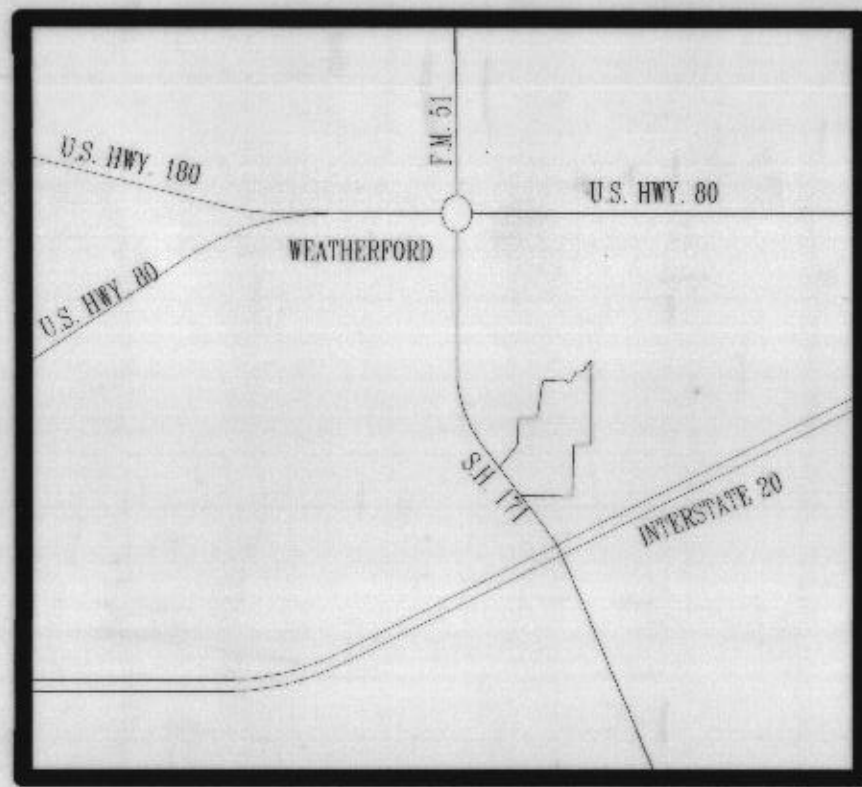 F.M. 51
U.S. HWY. 180
U.S. HWY. 80
WEATHERFORD
U.S. HWY. 80
S.H. 171
INTERSTATE 20